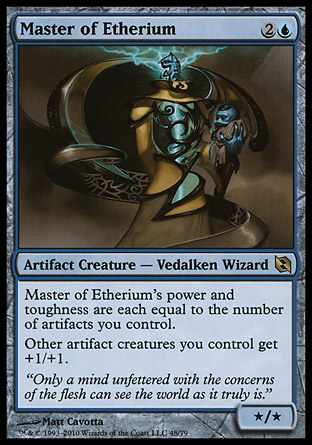 Master of Etherium 2
Artifact Creature — Vedalken Wizard
Master of Etherium's power and
toughness are each equal to the number
of artifacts you control.
Other artifact creatures you control get
+1/+1.
"Only a mind unfettered with the concerns
of the flesh can see the world as it truly is."
Matt Cavotta
™ & © 1993–2010 Wizards of the Coast LLC 48/79
*/*